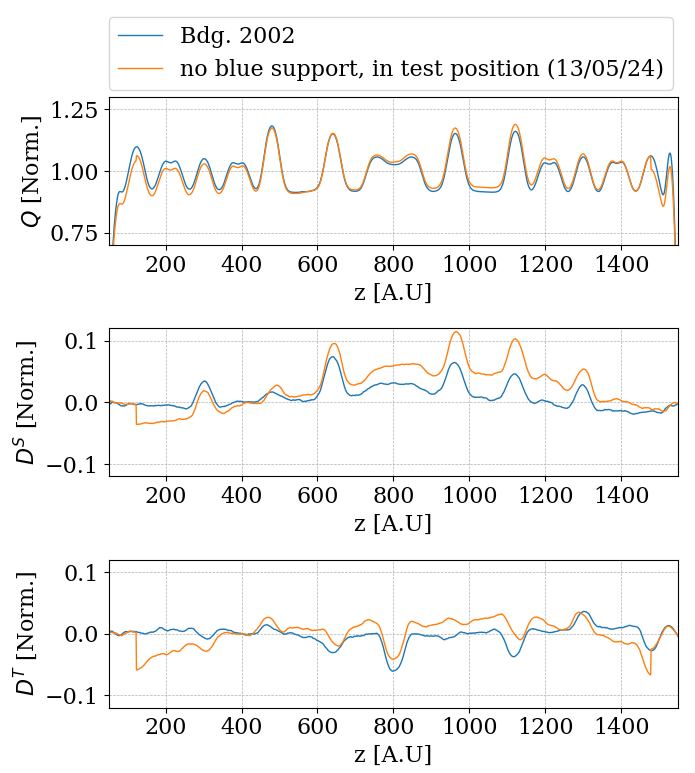 Bdg. 2002
no blue support, in test position (13/05/24)
1.25
1.00
0.75
Q [Norm.]
200 400 600 800 1000 1200 1400
z [A.U]
0.1
0.0
−0.1
D^S [Norm.]
200 400 600 800 1000 1200 1400
z [A.U]
0.1
0.0
−0.1
D^T [Norm.]
200 400 600 800 1000 1200 1400
z [A.U]